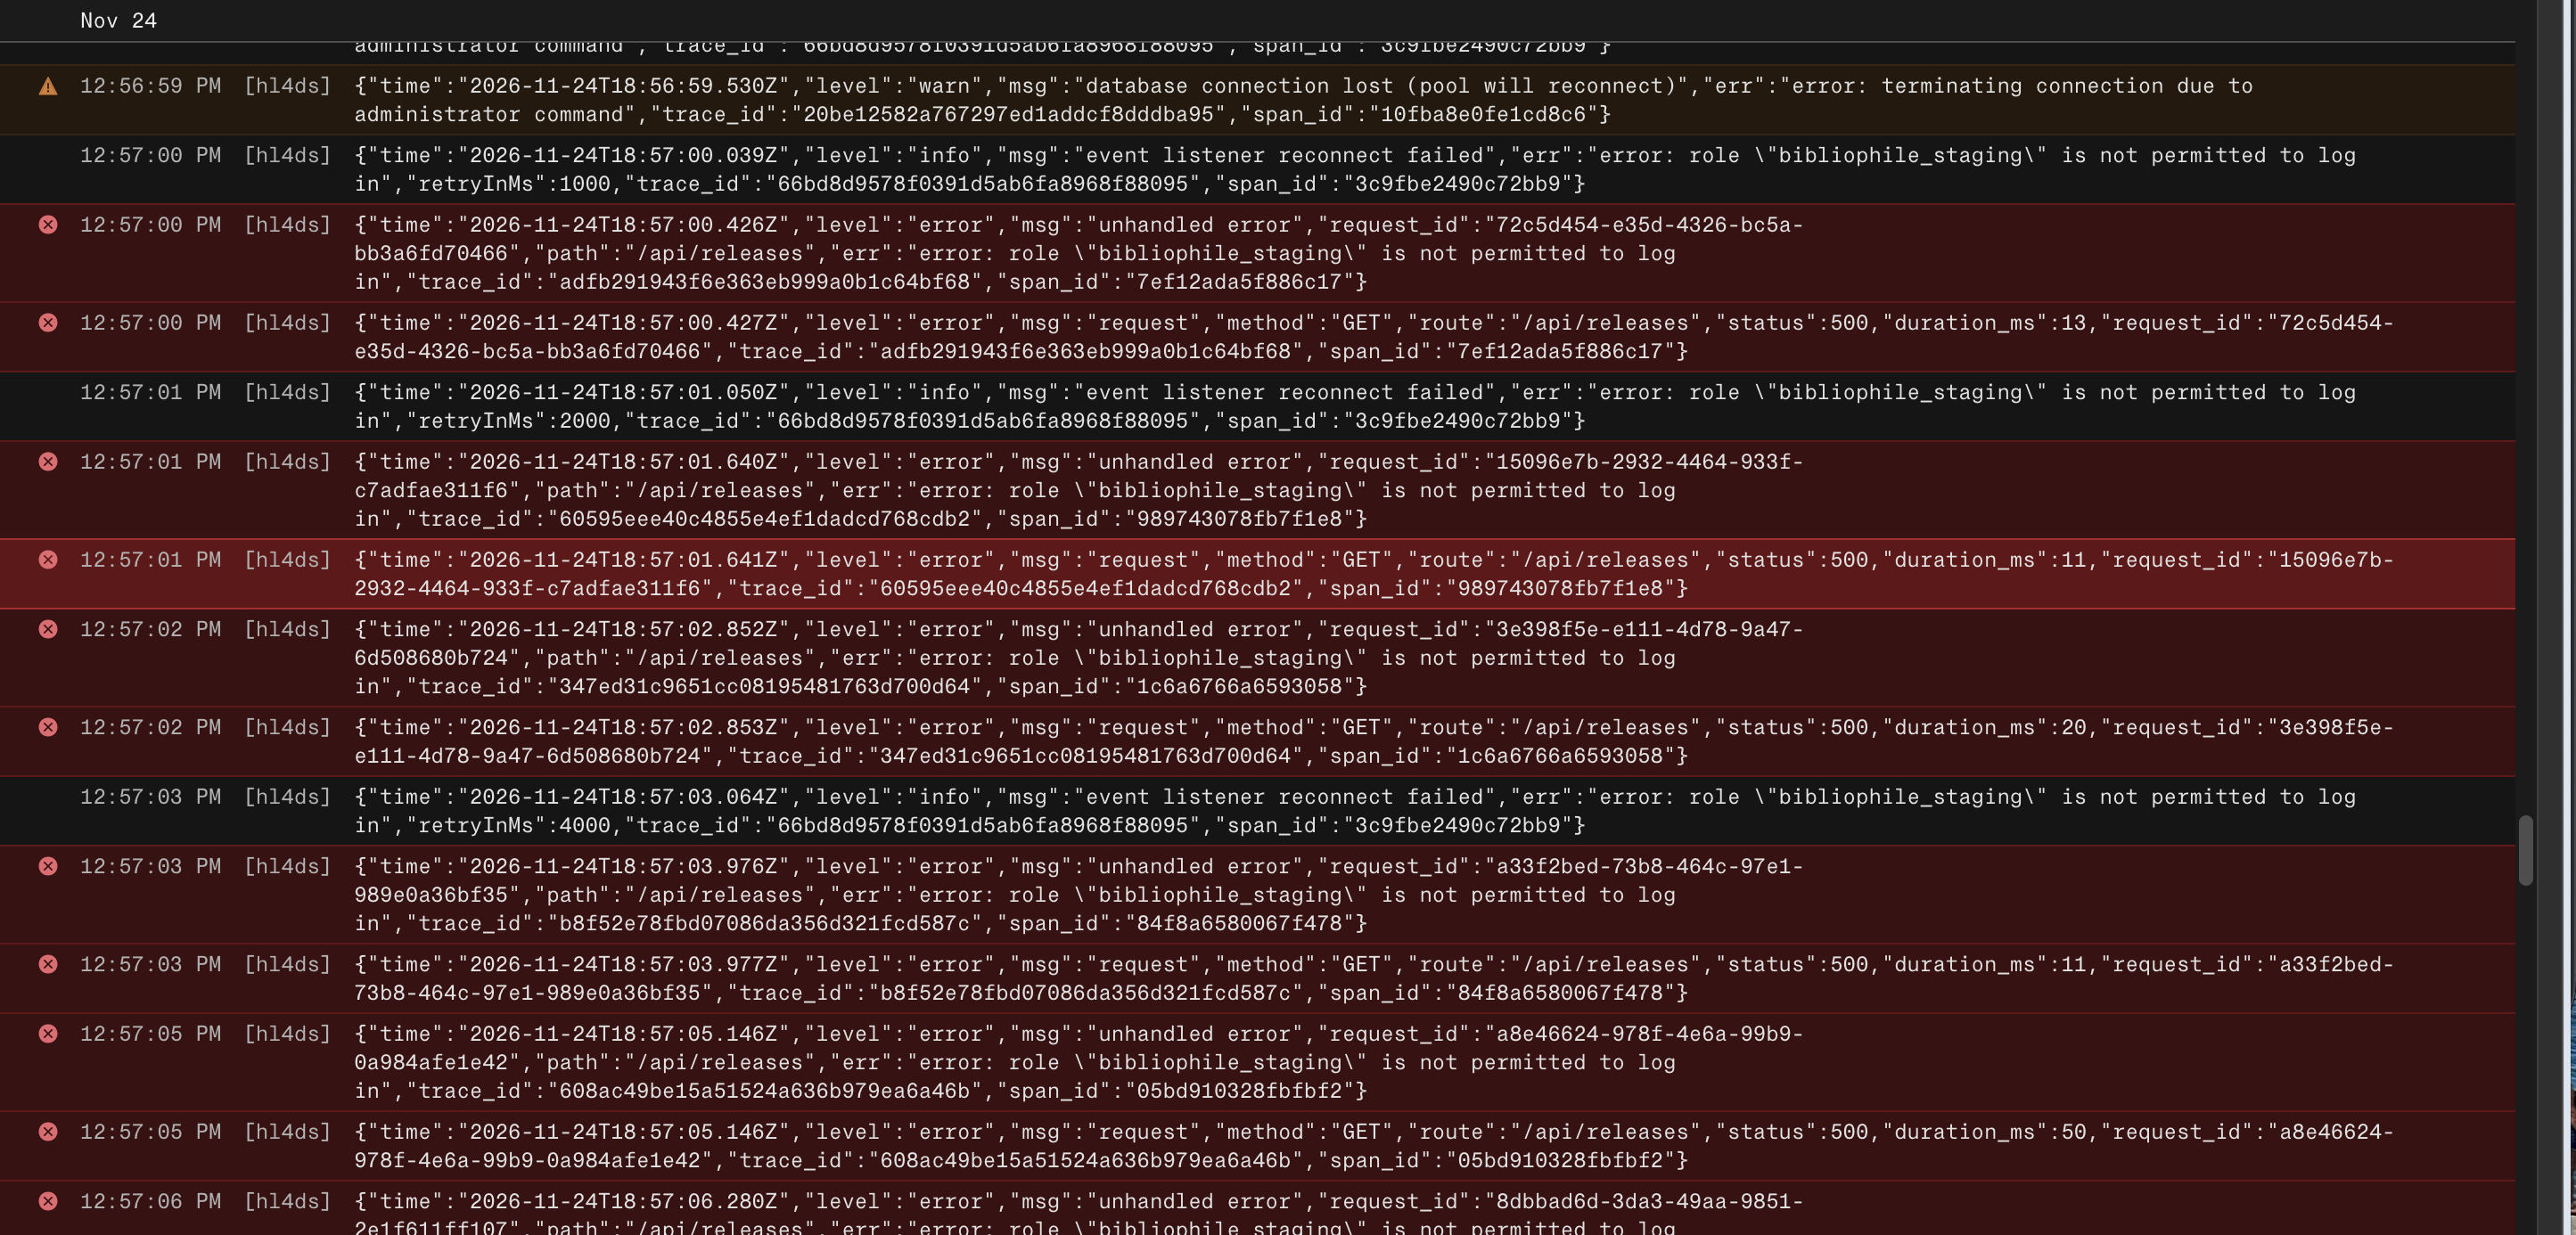 Nov 24
administrator command","trace_id":"66bd8d9578f0391d5ab6fa8968f88095","span_id":"3c9fbe2490c72bb9"}
12:56:59 PM [hl4ds] {"time":"2026-11-24T18:56:59.530Z","level":"warn","msg":"database connection lost (pool will reconnect)","err":"error: terminating connection due to
administrator command","trace_id":"20be12582a767297ed1addcf8dddba95","span_id":"10fba8e0fe1cd8c6"}
12:57:00 PM [hl4ds] {"time":"2026-11-24T18:57:00.039Z","level":"info","msg":"event listener reconnect failed","err":"error: role \"bibliophile_staging\" is not permitted to log
in","retryInMs":1000,"trace_id":"66bd8d9578f0391d5ab6fa8968f88095","span_id":"3c9fbe2490c72bb9"}
12:57:00 PM [hl4ds] {"time":"2026-11-24T18:57:00.426Z","level":"error","msg":"unhandled error","request_id":"72c5d454-e35d-4326-bc5a-
bb3a6fd70466","path":"/api/releases","err":"error: role \"bibliophile_staging\" is not permitted to log
in","trace_id":"adfb291943f6e363eb999a0b1c64bf68","span_id":"7ef12ada5f886c17"}
12:57:00 PM [hl4ds] {"time":"2026-11-24T18:57:00.427Z","level":"error","msg":"request","method":"GET","route":"/api/releases","status":500,"duration_ms":13,"request_id":"72c5d454-
e35d-4326-bc5a-bb3a6fd70466","trace_id":"adfb291943f6e363eb999a0b1c64bf68","span_id":"7ef12ada5f886c17"}
12:57:01 PM [hl4ds] {"time":"2026-11-24T18:57:01.050Z","level":"info","msg":"event listener reconnect failed","err":"error: role \"bibliophile_staging\" is not permitted to log
in","retryInMs":2000,"trace_id":"66bd8d9578f0391d5ab6fa8968f88095","span_id":"3c9fbe2490c72bb9"}
12:57:01 PM [hl4ds] {"time":"2026-11-24T18:57:01.640Z","level":"error","msg":"unhandled error","request_id":"15096e7b-2932-4464-933f-
c7adfae311f6","path":"/api/releases","err":"error: role \"bibliophile_staging\" is not permitted to log
in","trace_id":"60595eee40c4855e4ef1dadcd768cdb2","span_id":"989743078fb7f1e8"}
12:57:01 PM [hl4ds] {"time":"2026-11-24T18:57:01.641Z","level":"error","msg":"request","method":"GET","route":"/api/releases","status":500,"duration_ms":11,"request_id":"15096e7b-
2932-4464-933f-c7adfae311f6","trace_id":"60595eee40c4855e4ef1dadcd768cdb2","span_id":"989743078fb7f1e8"}
12:57:02 PM [hl4ds] {"time":"2026-11-24T18:57:02.852Z","level":"error","msg":"unhandled error","request_id":"3e398f5e-e111-4d78-9a47-
6d508680b724","path":"/api/releases","err":"error: role \"bibliophile_staging\" is not permitted to log
in","trace_id":"347ed31c9651cc08195481763d700d64","span_id":"1c6a6766a6593058"}
12:57:02 PM [hl4ds] {"time":"2026-11-24T18:57:02.853Z","level":"error","msg":"request","method":"GET","route":"/api/releases","status":500,"duration_ms":20,"request_id":"3e398f5e-
e111-4d78-9a47-6d508680b724","trace_id":"347ed31c9651cc08195481763d700d64","span_id":"1c6a6766a6593058"}
12:57:03 PM [hl4ds] {"time":"2026-11-24T18:57:03.064Z","level":"info","msg":"event listener reconnect failed","err":"error: role \"bibliophile_staging\" is not permitted to log
in","retryInMs":4000,"trace_id":"66bd8d9578f0391d5ab6fa8968f88095","span_id":"3c9fbe2490c72bb9"}
12:57:03 PM [hl4ds] {"time":"2026-11-24T18:57:03.976Z","level":"error","msg":"unhandled error","request_id":"a33f2bed-73b8-464c-97e1-
989e0a36bf35","path":"/api/releases","err":"error: role \"bibliophile_staging\" is not permitted to log
in","trace_id":"b8f52e78fbd07086da356d321fcd587c","span_id":"84f8a6580067f478"}
12:57:03 PM [hl4ds] {"time":"2026-11-24T18:57:03.977Z","level":"error","msg":"request","method":"GET","route":"/api/releases","status":500,"duration_ms":11,"request_id":"a33f2bed-
73b8-464c-97e1-989e0a36bf35","trace_id":"b8f52e78fbd07086da356d321fcd587c","span_id":"84f8a6580067f478"}
12:57:05 PM [hl4ds] {"time":"2026-11-24T18:57:05.146Z","level":"error","msg":"unhandled error","request_id":"a8e46624-978f-4e6a-99b9-
0a984afe1e42","path":"/api/releases","err":"error: role \"bibliophile_staging\" is not permitted to log
in","trace_id":"608ac49be15a51524a636b979ea6a46b","span_id":"05bd910328fbfbf2"}
12:57:05 PM [hl4ds] {"time":"2026-11-24T18:57:05.146Z","level":"error","msg":"request","method":"GET","route":"/api/releases","status":500,"duration_ms":50,"request_id":"a8e46624-
978f-4e6a-99b9-0a984afe1e42","trace_id":"608ac49be15a51524a636b979ea6a46b","span_id":"05bd910328fbfbf2"}
12:57:06 PM [hl4ds] {"time":"2026-11-24T18:57:06.280Z","level":"error","msg":"unhandled error","request_id":"8dbbad6d-3da3-49aa-9851-
2e1f611ff107","path":"/api/releases","err":"error: role \"bibliophile_staging\" is not permitted to log